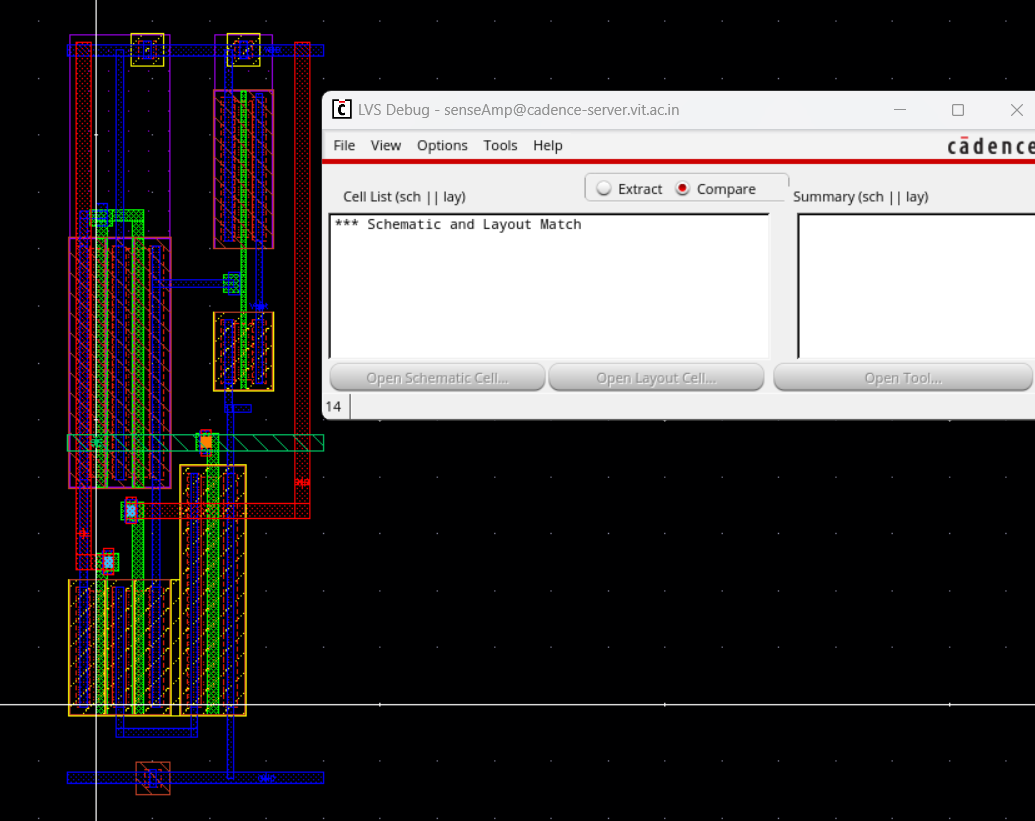 LVS Debug - senseAmp@cadence-server.vit.ac.in
File View Options Tools Help
cādence
Extract Compare
Cell List (sch || lay)
Summary (sch || lay)
*** Schematic and Layout Match
Open Schematic Cell... Open Layout Cell... Open Tool...
14